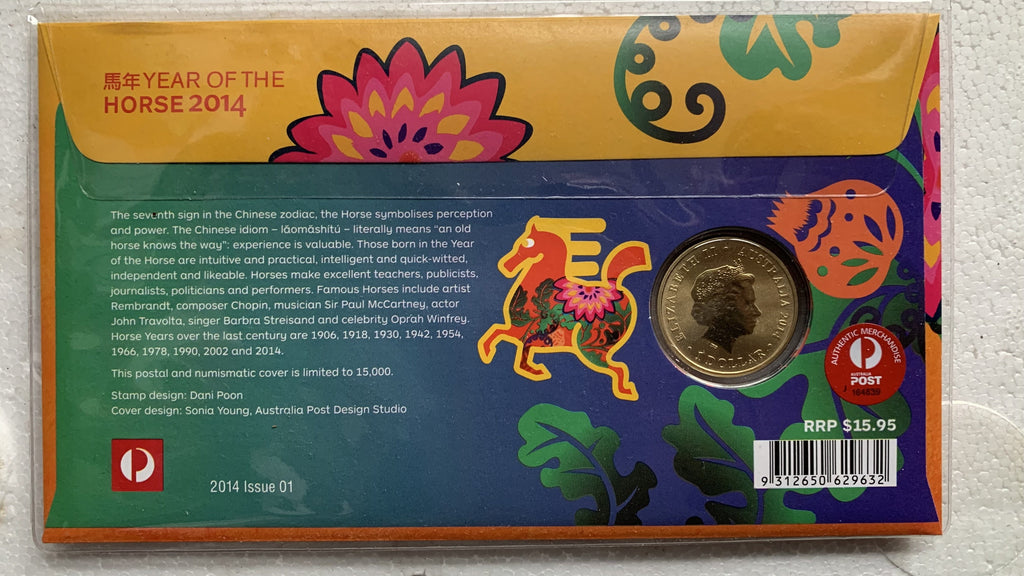 馬年 YEAR OF THE
HORSE 2014
The seventh sign in the Chinese zodiac, the Horse symbolises perception
and power. The Chinese idiom – lǎomǎshítú – literally means "an old
horse knows the way": experience is valuable. Those born in the Year
of the Horse are intuitive and practical, intelligent and quick-witted,
independent and likeable. Horses make excellent teachers, publicists,
journalists, politicians and performers. Famous Horses include artist
Rembrandt, composer Chopin, musician Sir Paul McCartney, actor
John Travolta, singer Barbra Streisand and celebrity Oprah Winfrey.
Horse Years over the last century are 1906, 1918, 1930, 1942, 1954,
1966, 1978, 1990, 2002 and 2014.
This postal and numismatic cover is limited to 15,000.
Stamp design: Dani Poon
Cover design: Sonia Young, Australia Post Design Studio
2014 Issue 01
ELIZABETH II AUSTRALIA 2014
1 DOLLAR
AUTHENTIC MERCHANDISE
AUSTRALIA
POST
164639
RRP $15.95
9 312650 629632